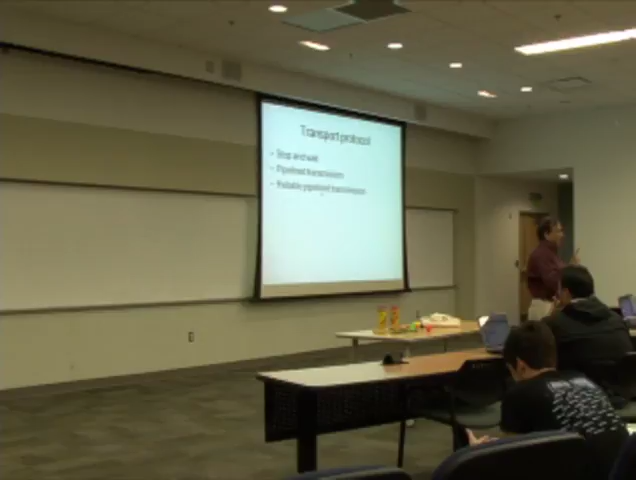 Transport protocol
- Stop and wait
- Pipelined transmission
- Reliable pipelined transmission